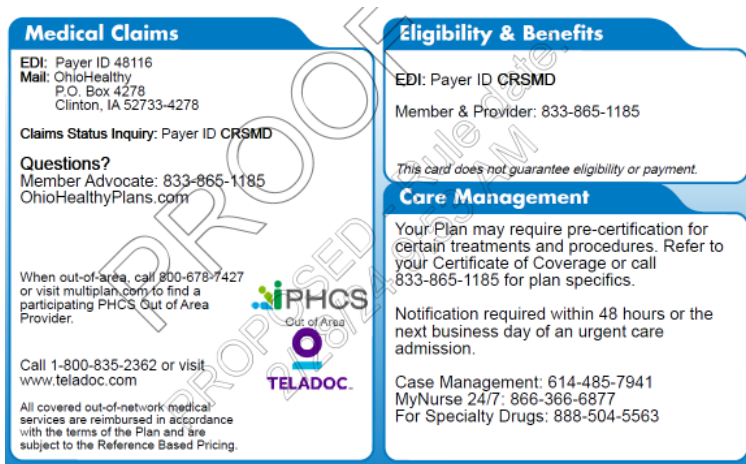 Medical Claims
EDI: Payer ID 48116
Mail: OhioHealthy
P.O. Box 4278
Clinton, IA 52733-4278
Claims Status Inquiry: Payer ID CRSMD
Questions?
Member Advocate: 833-865-1185
OhioHealthyPlans.com
When out-of-area, call 800-678-7427
or visit multiplan.com to find a
participating PHCS Out of Area
Provider.
PHCS
Out of Area
Call 1-800-835-2362 or visit
www.teladoc.com
TELADOC
All covered out-of-network medical
services are reimbursed in accordance
with the terms of the Plan and are
subject to the Reference Based Pricing.
Eligibility & Benefits
EDI: Payer ID CRSMD
Member & Provider: 833-865-1185
This card does not guarantee eligibility or payment.
Care Management
Your Plan may require pre-certification for
certain treatments and procedures. Refer to
your Certificate of Coverage or call
833-865-1185 for plan specifics.
Notification required within 48 hours or the
next business day of an urgent care
admission.
Case Management: 614-485-7941
MyNurse 24/7: 866-366-6877
For Specialty Drugs: 888-504-5563
PROOF
PROPOSED - Rule date.